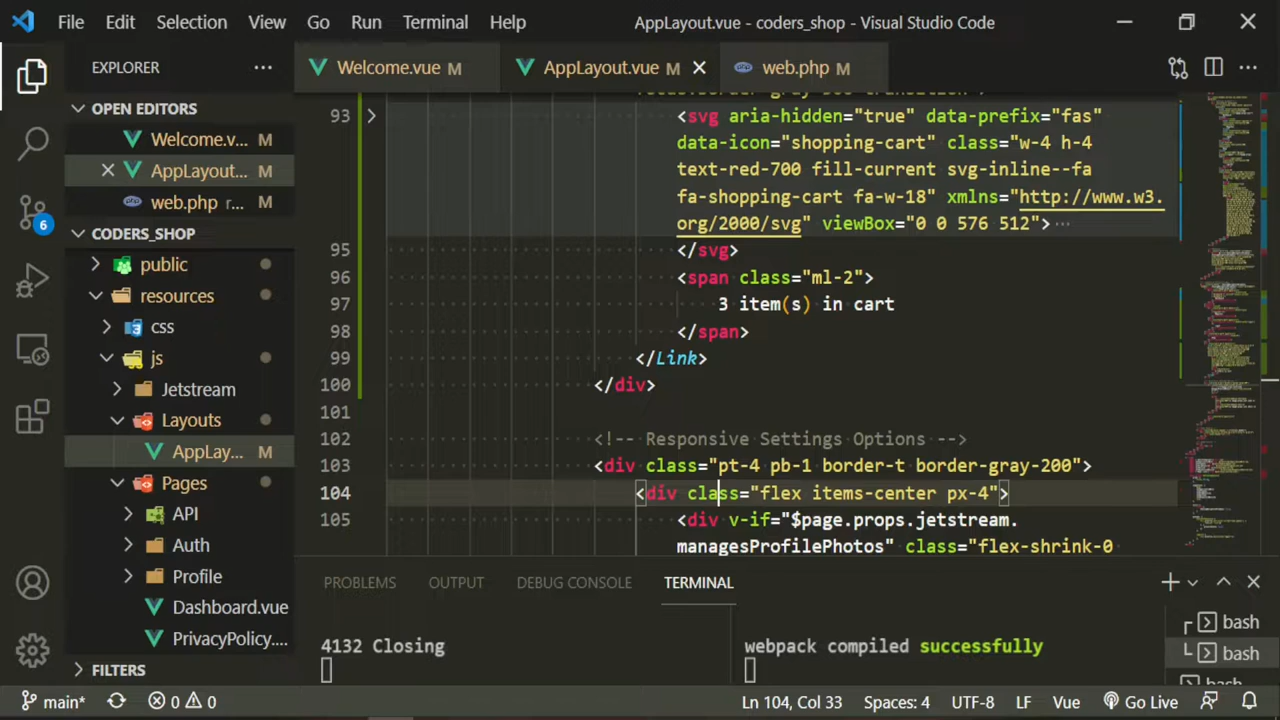 File Edit Selection View Go Run Terminal Help AppLayout.vue - coders_shop - Visual Studio Code
EXPLORER
Welcome.vue M AppLayout.vue M web.php M
OPEN EDITORS
Welcome.v... M
AppLayout... M
web.php r... M
CODERS_SHOP
public
resources
css
js
Jetstream
Layouts
AppLay... M
Pages
API
Auth
Profile
Dashboard.vue
PrivacyPolicy....
FILTERS
6
93 <svg aria-hidden="true" data-prefix="fas"
data-icon="shopping-cart" class="w-4 h-4
text-red-700 fill-current svg-inline--fa
fa-shopping-cart fa-w-18" xmlns="http://www.w3.
org/2000/svg" viewBox="0 0 576 512">
95 </svg>
96 <span class="ml-2">
97 3 item(s) in cart
98 </span>
99 </Link>
100 </div>
101
102 <!-- Responsive Settings Options -->
103 <div class="pt-4 pb-1 border-t border-gray-200">
104 <div class="flex items-center px-4">
105 <div v-if="$page.props.jetstream.
managesProfilePhotos" class="flex-shrink-0
PROBLEMS OUTPUT DEBUG CONSOLE TERMINAL
4132 Closing
webpack compiled successfully
bash
bash
main* 0 0 Ln 104, Col 33 Spaces: 4 UTF-8 LF Vue Go Live